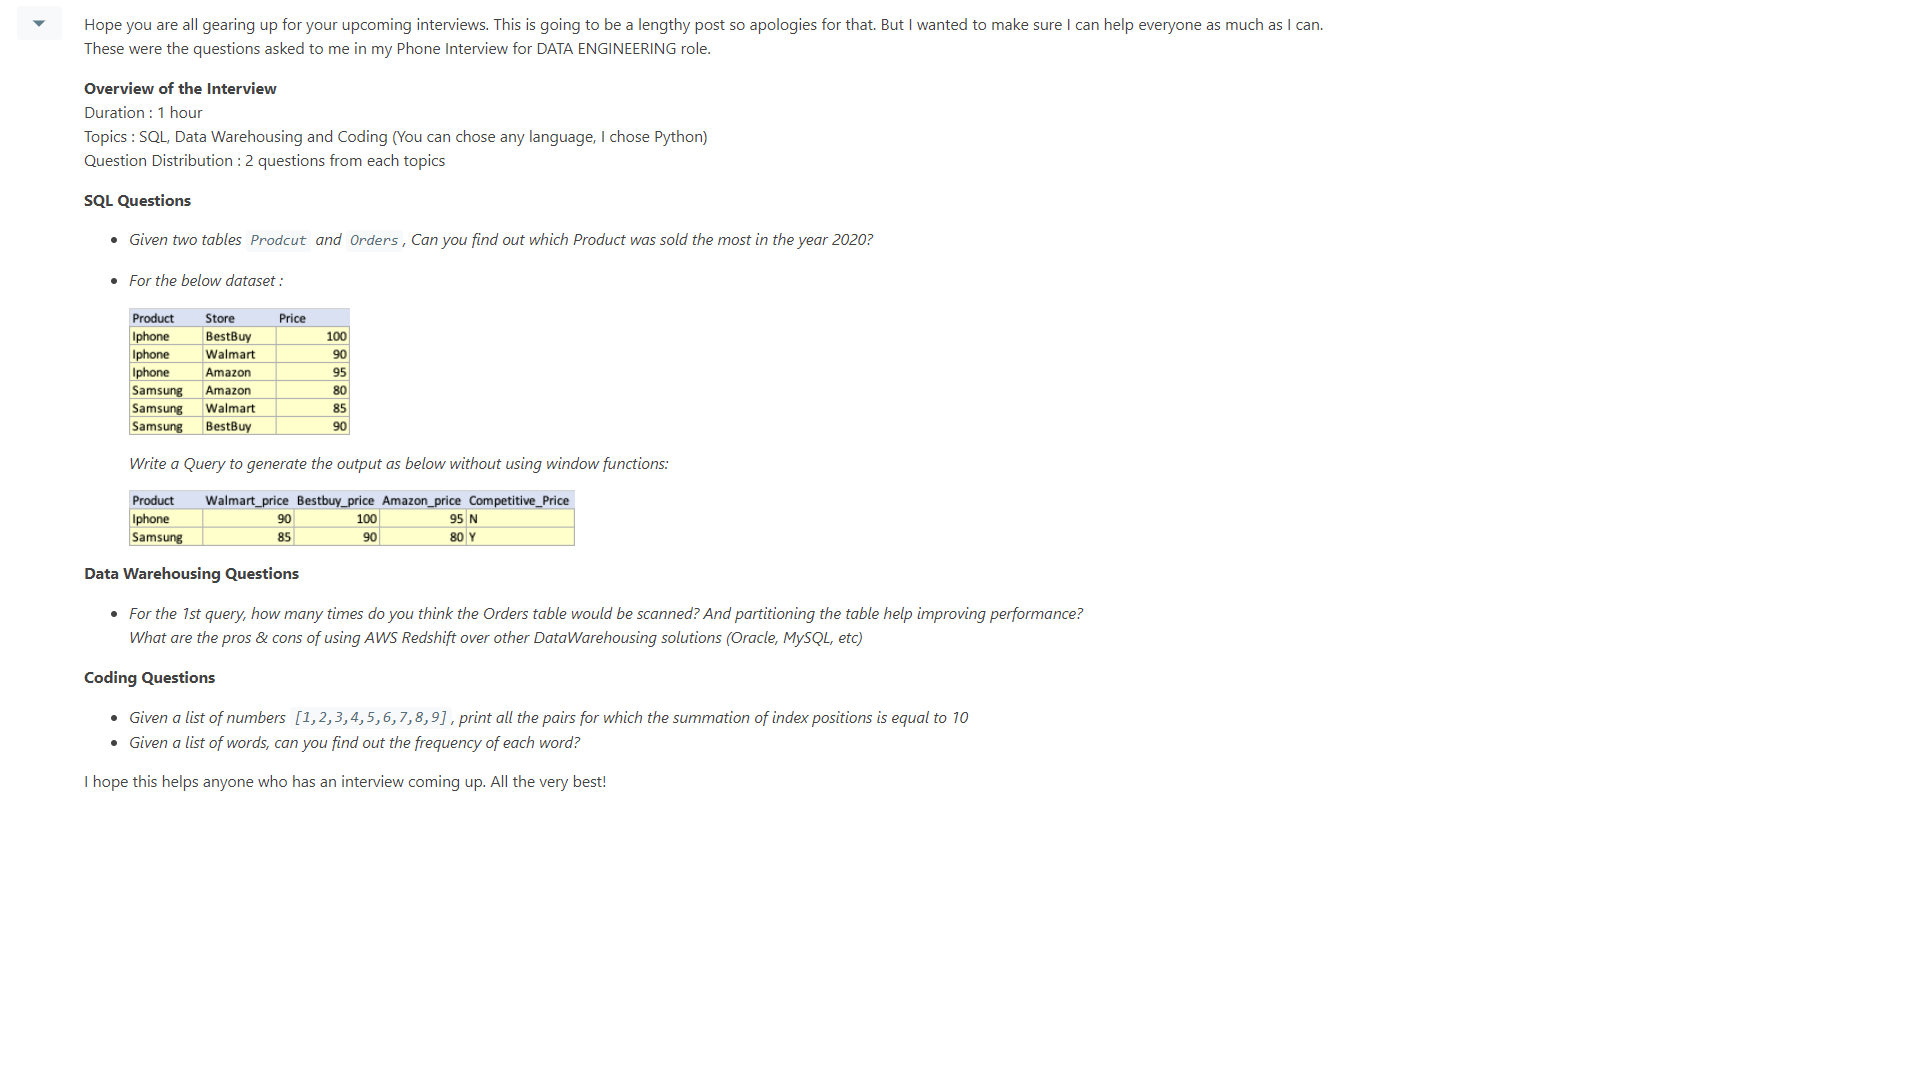 Hope you are all gearing up for your upcoming interviews. This is going to be a lengthy post so apologies for that. But I wanted to make sure I can help everyone as much as I can.
These were the questions asked to me in my Phone Interview for DATA ENGINEERING role.
Overview of the Interview
Duration : 1 hour
Topics : SQL, Data Warehousing and Coding (You can chose any language, I chose Python)
Question Distribution : 2 questions from each topics
SQL Questions
• Given two tables Prodcut and Orders , Can you find out which Product was sold the most in the year 2020?
• For the below dataset :
Product Store Price
Iphone BestBuy 100
Iphone Walmart 90
Iphone Amazon 95
Samsung Amazon 80
Samsung Walmart 85
Samsung BestBuy 90
Write a Query to generate the output as below without using window functions:
Product Walmart_price Bestbuy_price Amazon_price Competitive_Price
Iphone 90 100 95 N
Samsung 85 90 80 Y
Data Warehousing Questions
• For the 1st query, how many times do you think the Orders table would be scanned? And partitioning the table help improving performance?
What are the pros & cons of using AWS Redshift over other DataWarehousing solutions (Oracle, MySQL, etc)
Coding Questions
• Given a list of numbers [1,2,3,4,5,6,7,8,9] , print all the pairs for which the summation of index positions is equal to 10
• Given a list of words, can you find out the frequency of each word?
I hope this helps anyone who has an interview coming up. All the very best!